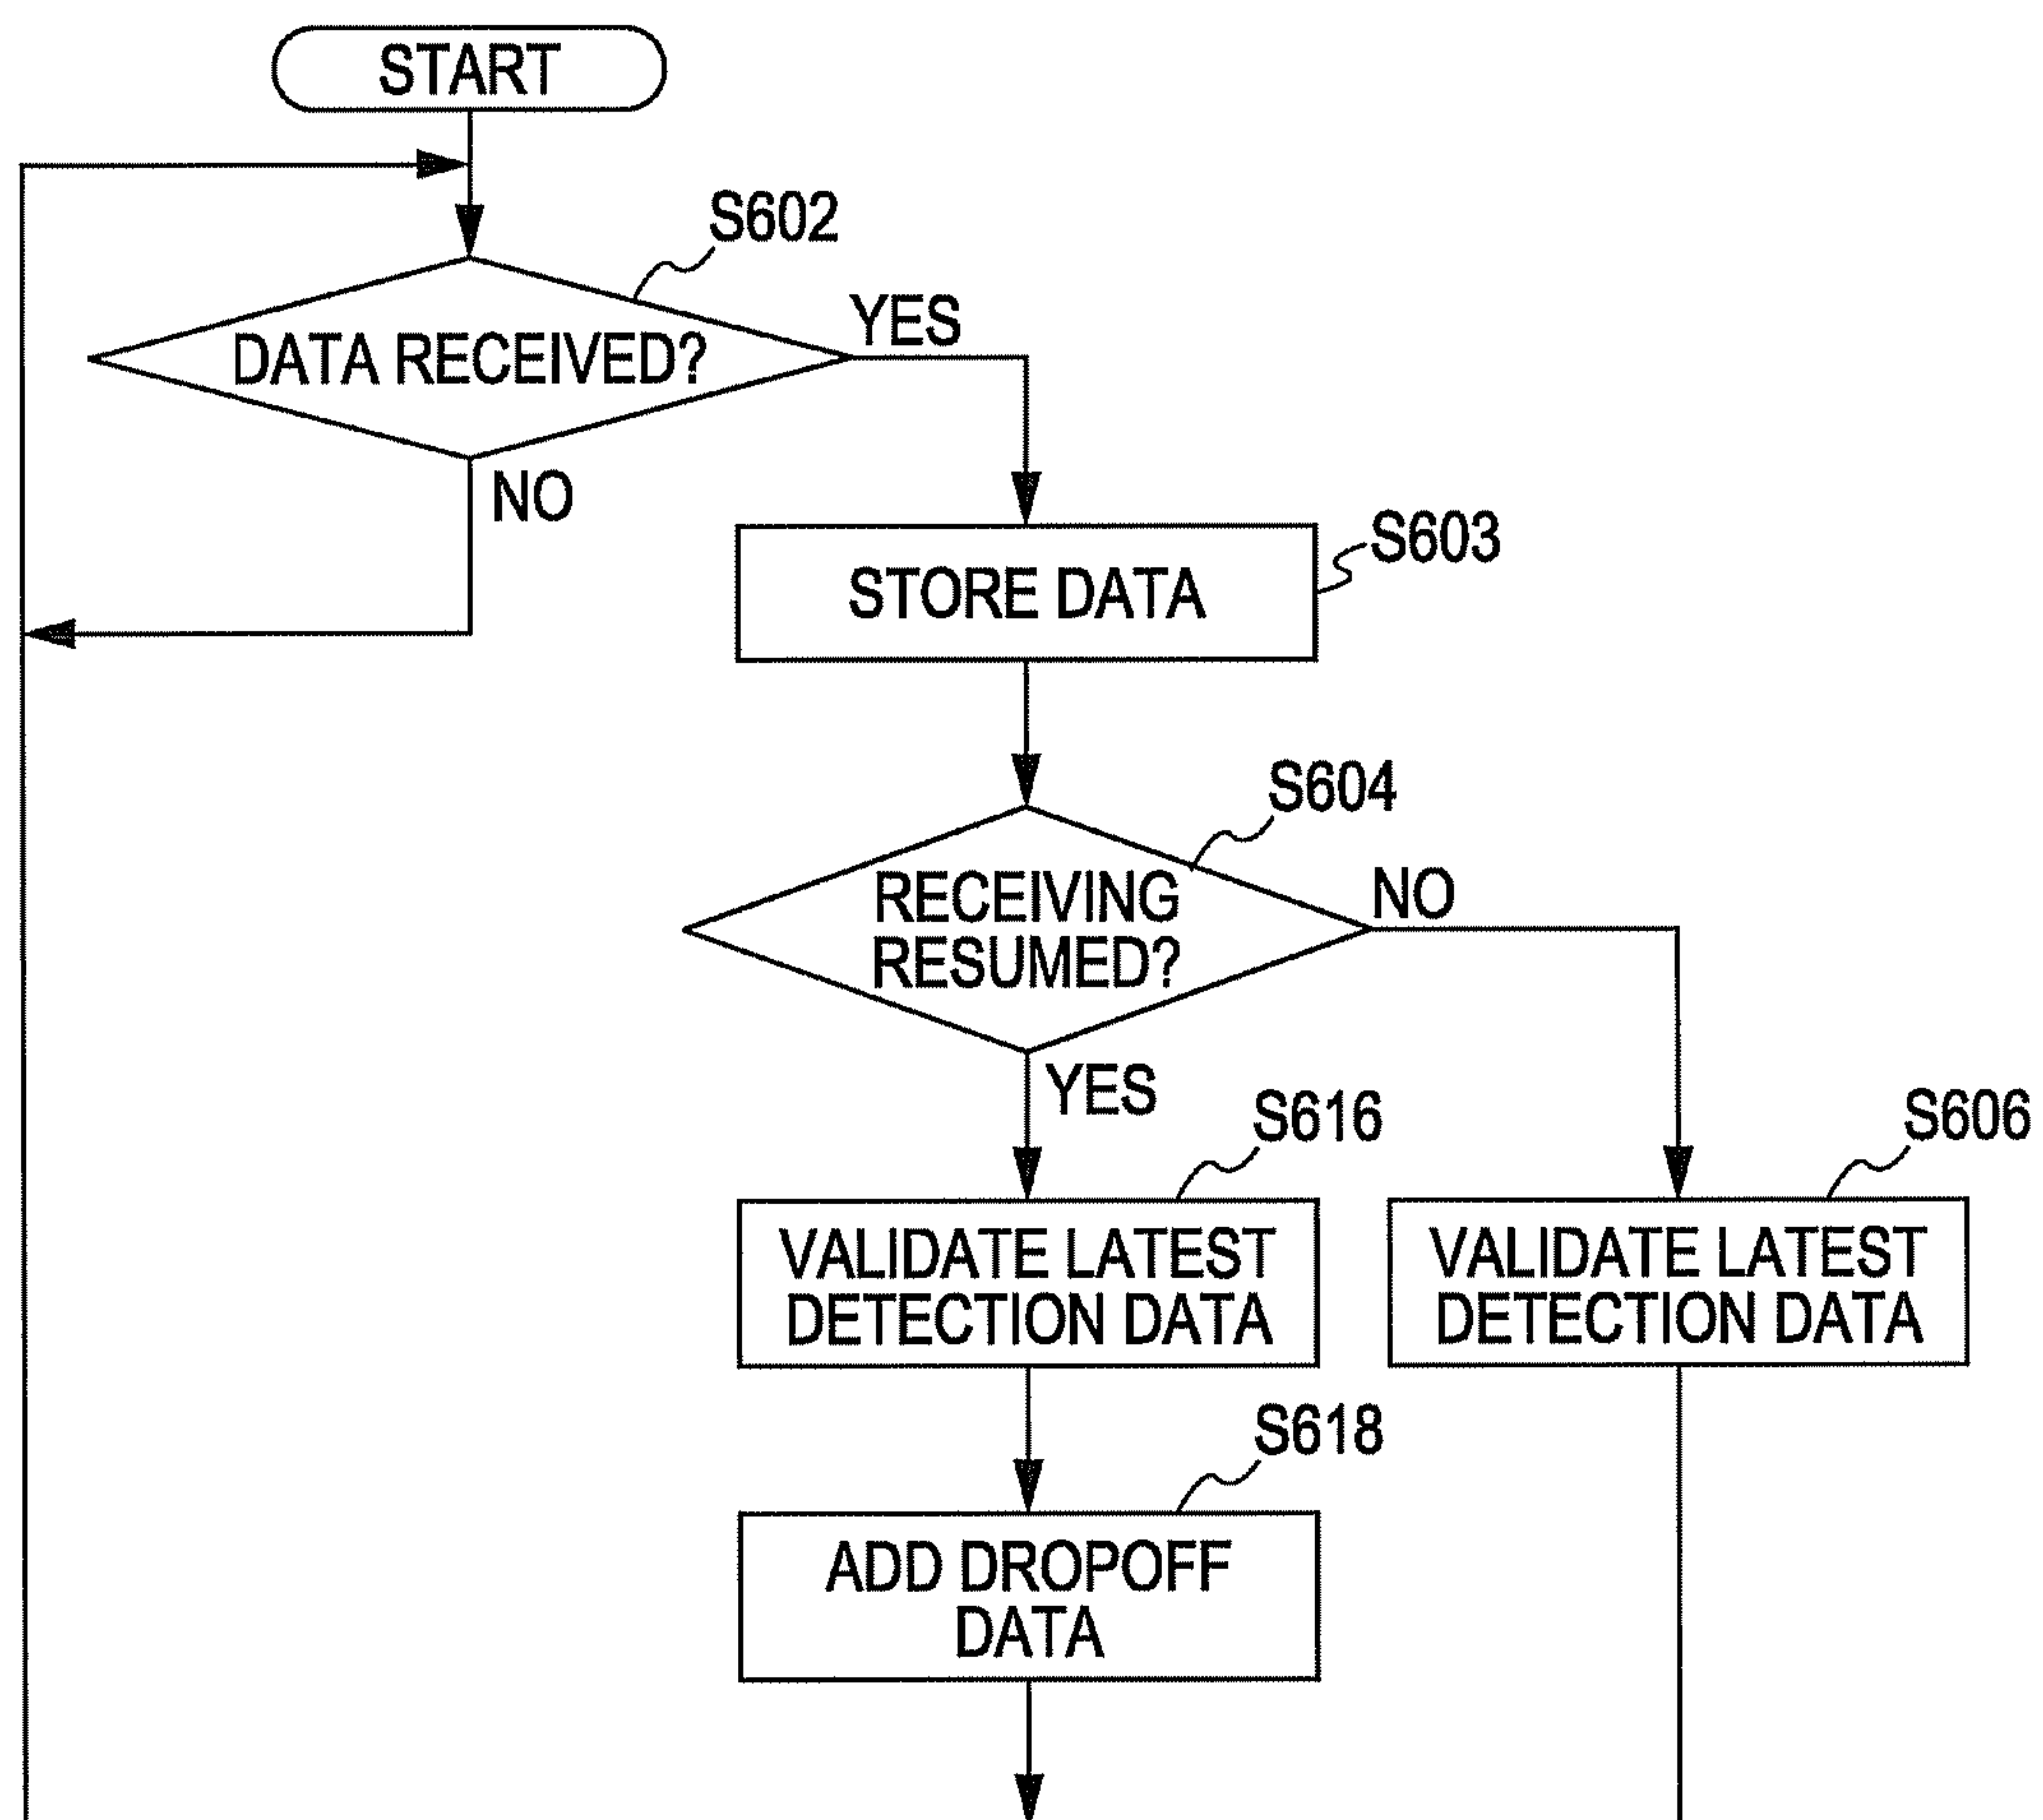 START
S602
DATA RECEIVED?
YES
NO
STORE DATA
S603
S604
RECEIVING
RESUMED?
NO
YES
S616
VALIDATE LATEST
DETECTION DATA
S606
VALIDATE LATEST
DETECTION DATA
S618
ADD DROPOFF
DATA